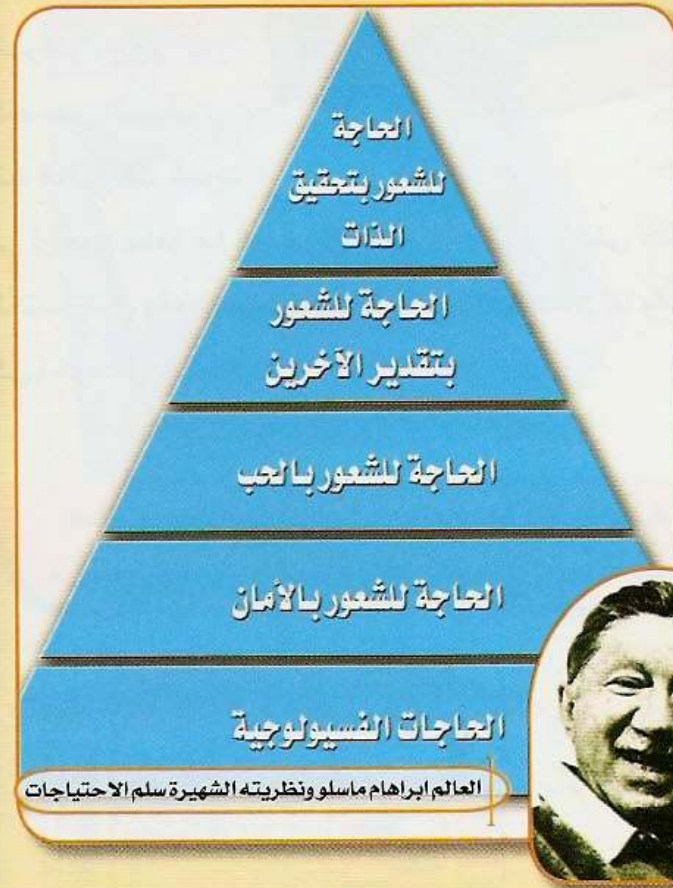 الحاجة
للشعور بتحقيق
الذات
الحاجة للشعور
بتقدير الآخرين
الحاجة للشعور بالحب
الحاجة للشعور بالأمان
الحاجات الفسيولوجية
العالم ابراهام ماسلو ونظريته الشهيرة سلم الاحتياجات